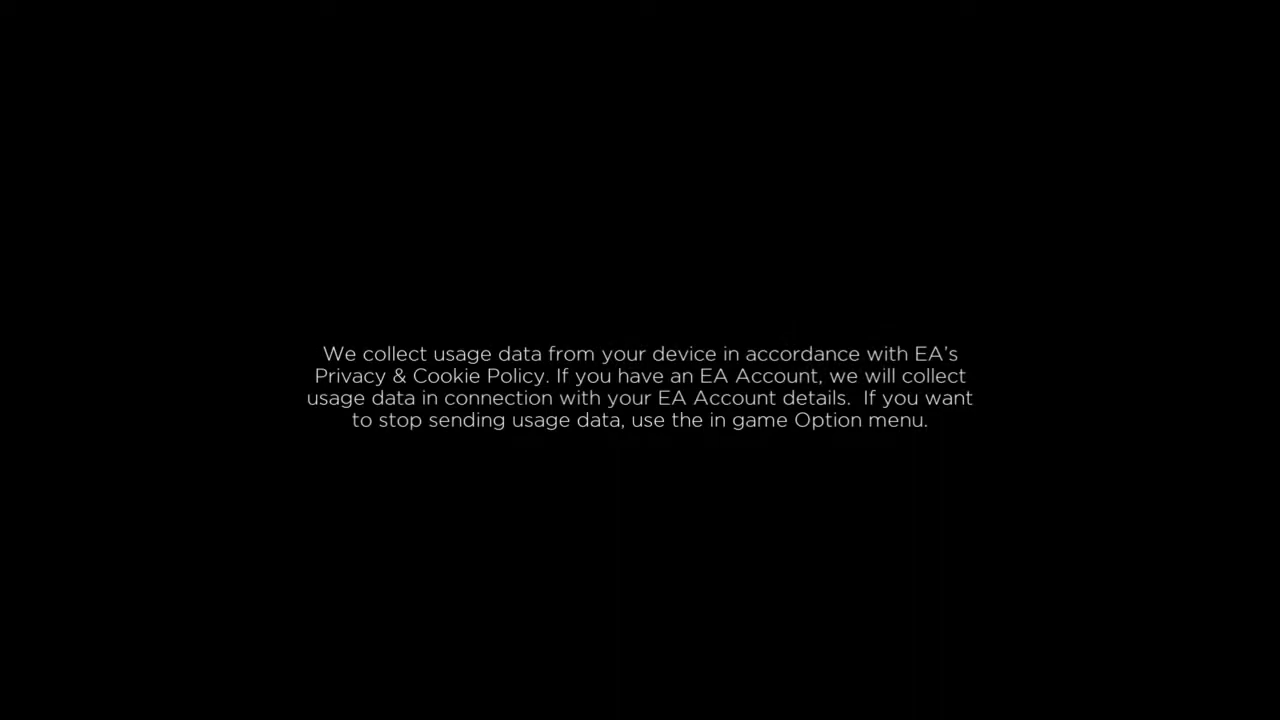 We collect usage data from your device in accordance with EA’s
Privacy & Cookie Policy. If you have an EA Account, we will collect
usage data in connection with your EA Account details.  If you want
to stop sending usage data, use the in game Option menu.